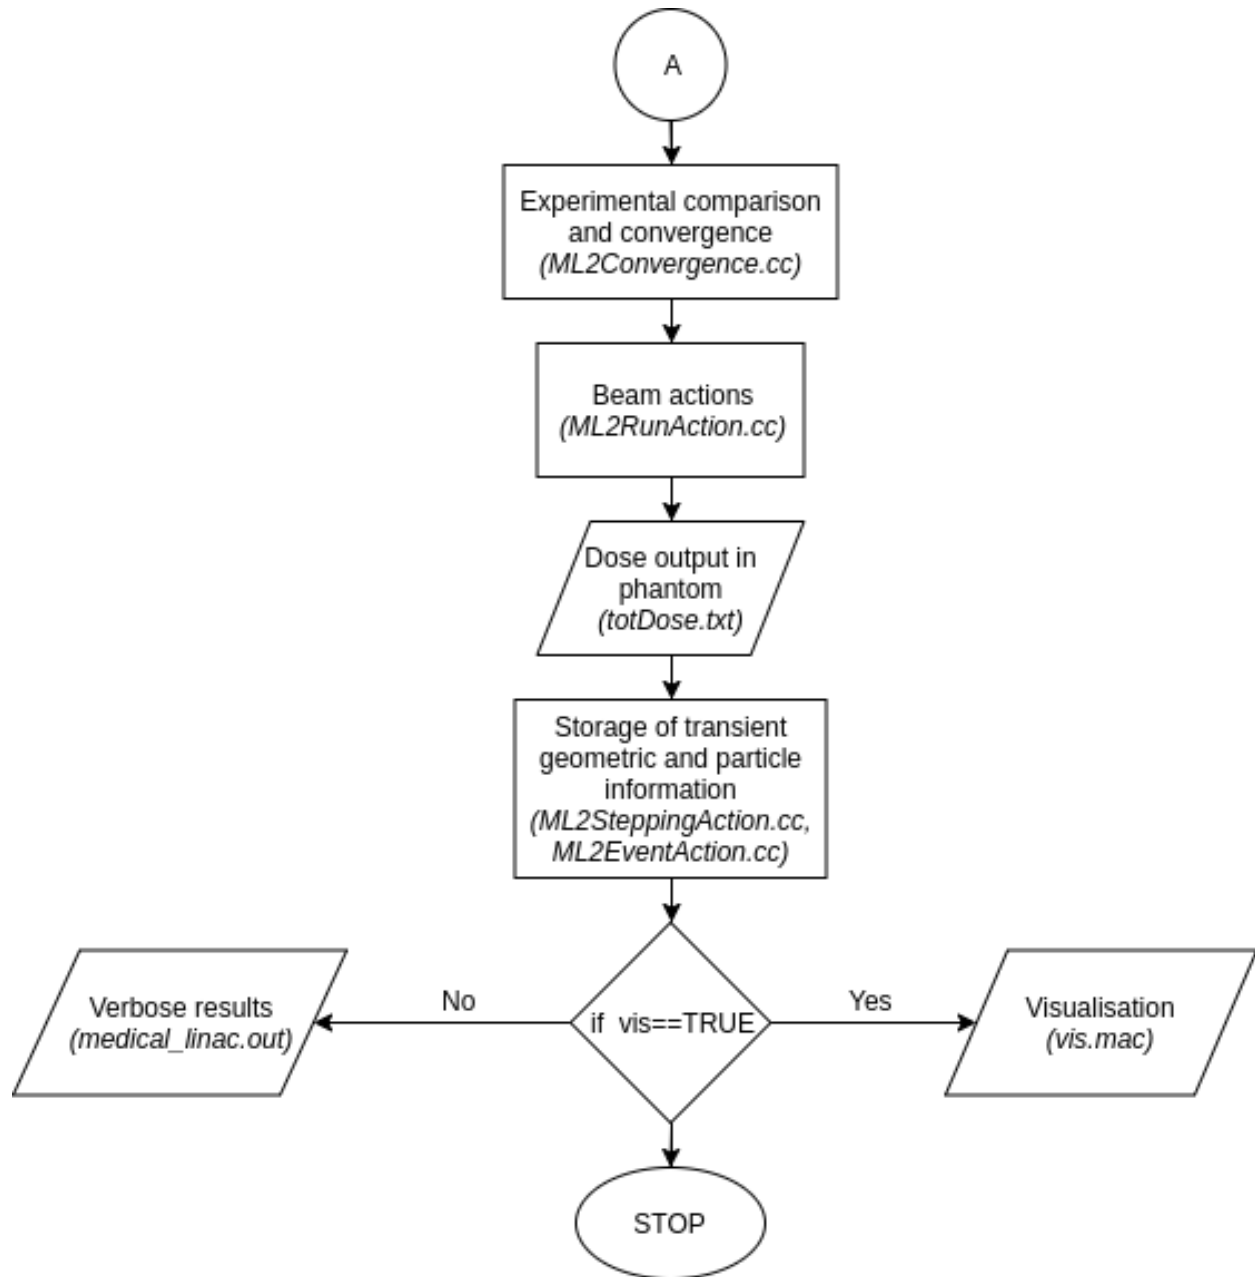 A
Experimental comparison
and convergence
(ML2Convergence.cc)
Beam actions
(ML2RunAction.cc)
Dose output in
phantom
(totDose.txt)
Storage of transient
geometric and particle
information
(ML2SteppingAction.cc,
ML2EventAction.cc)
No
if vis==TRUE
Yes
Verbose results
(medical_linac.out)
Visualisation
(vis.mac)
STOP